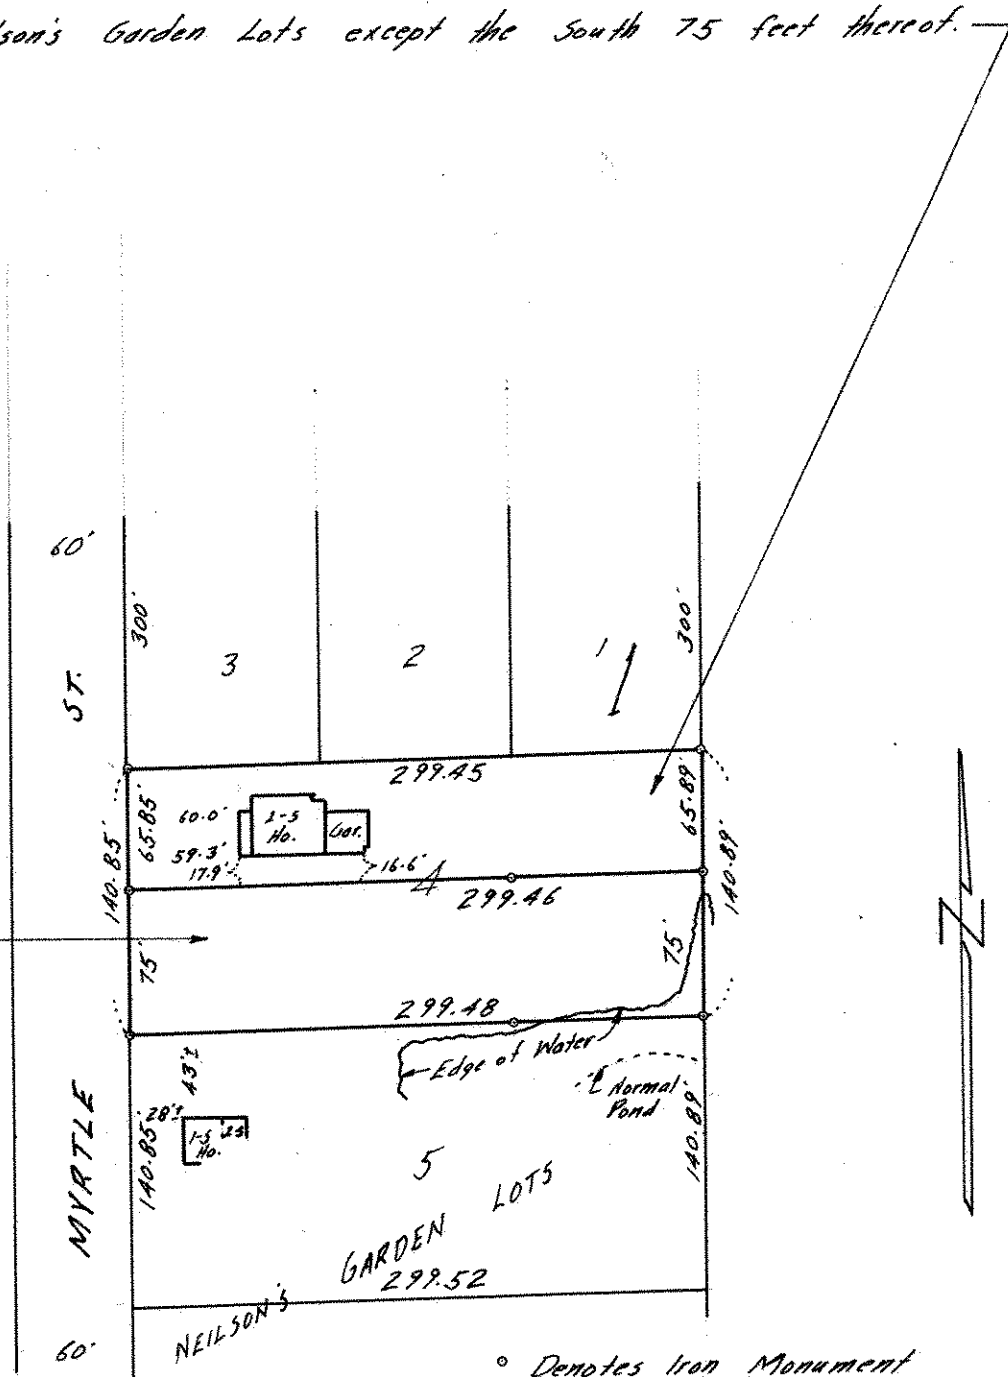 son's Garden Lots except the South 75 feet thereof.
60'
300'
300'
3
2
1
1
ST.
299.45
65.85'
60.0'
2-S
Ho.
Gar.
65.89'
59.3'
17.9'
16.6'
4
140.85'
299.46
140.89'
75'
75'
299.48
Edge of Water
43'±
Normal
Pond
28'±
1-S
Ho.
25'
140.85
140.89'
5
MYRTLE
NEILSON'S GARDEN LOTS
299.52
N
60'
° Denotes Iron Monument